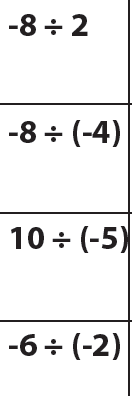 -8 ÷ 2
-8 ÷ (-4)
10 ÷ (-5)
-6 ÷ (-2)